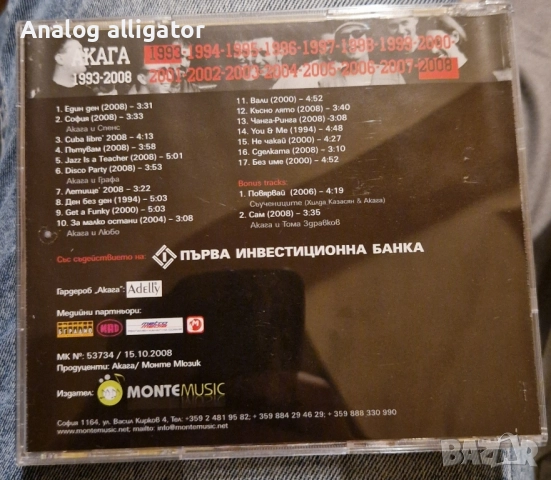 Analog alligator
АКАГА
1993-2008
1993-1994-1995-1996-1997-1998-1999-2000-
2001-2002-2003-2004-2005-2006-2007-2008
1. Един ден (2008) - 3:31
2. София (2008) - 3:33
Акага и Спенс
3. Cuba libre' 2008 - 4:13
4. Пътувам (2008) - 3:58
5. Jazz Is a Teacher (2008) - 5:01
6. Disco Party (2008) - 3:53
Акага и Графа
7. Летище' 2008 - 3:22
8. Ден без ден (1994) - 5:03
9. Get a Funky (2000) - 5:03
10. За малко остани (2004) - 3:08
Акага и Любо
11. Вали (2000) - 4:52
12. Късно лято (2008) - 3:40
13. Чанга-Ринга (2008) -3:08
14. You & Me (1994) - 4:48
15. Не чакай (2000) - 4:27
16. Сделката (2008) - 3:10
17. Без име (2000) - 4:52
Bonus tracks:
1. Повярвай (2006) - 4:19
Съучениците (Хилда Казасян & Акага)
2. Сам (2008) - 3:35
Акага и Тома Здравков
Със съдействието на: ПЪРВА ИНВЕСТИЦИОННА БАНКА
Гардероб „Акага": Adelly
Медийни партньори:
МК №: 53734 / 15.10.2008
Продуценти: Акага/ Монте Мюзик
Издател: MONTEMUSIC
София 1164, ул. Васил Кирков 4, Тел: +359 2 481 95 82; +359 884 29 46 29; +359 888 330 990
www.montemusic.net; mailto: info@montemusic.net
BAZAR